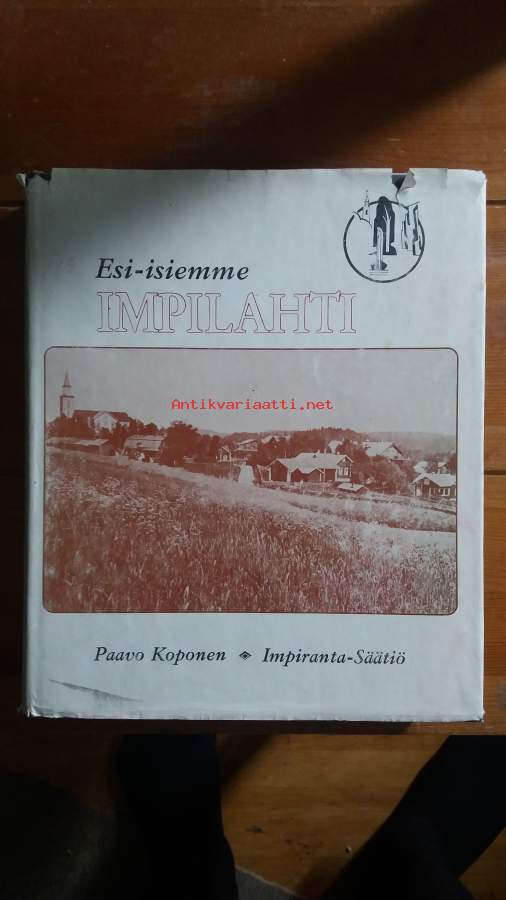 Esi-isiemme
IMPILAHTI
Antikvariaatti.net
Paavo Koponen ◈ Impiranta-Säätiö